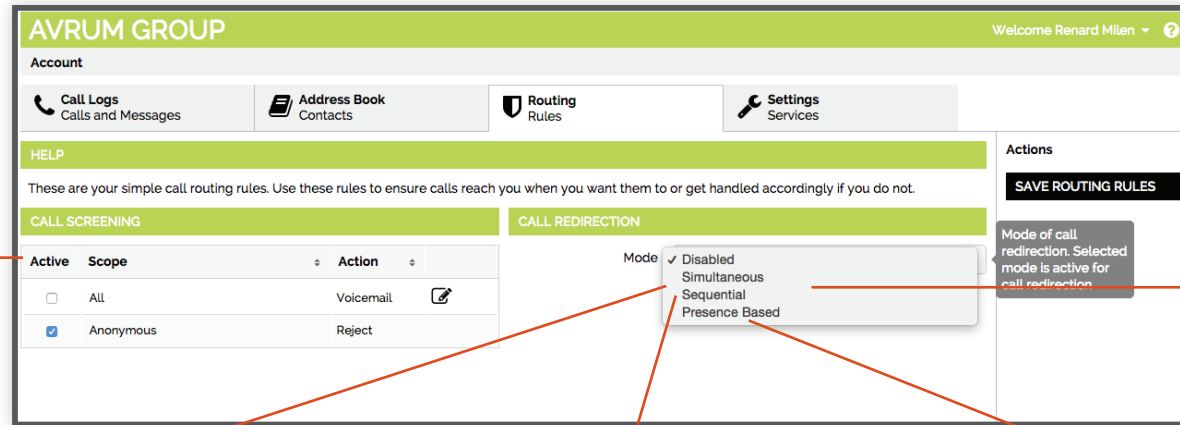 AVRUM GROUP
Welcome Renard Milen
Account
Call Logs
Calls and Messages
Address Book
Contacts
Routing
Rules
Settings
Services
HELP
These are your simple call routing rules. Use these rules to ensure calls reach you when you want them to or get handled accordingly if you do not.
CALL SCREENING
Active Scope Action
All Voicemail
Anonymous Reject
CALL REDIRECTION
Mode
✓ Disabled
Simultaneous
Sequential
Presence Based
Actions
SAVE ROUTING RULES
Mode of call
redirection. Selected
mode is active for
call redirection